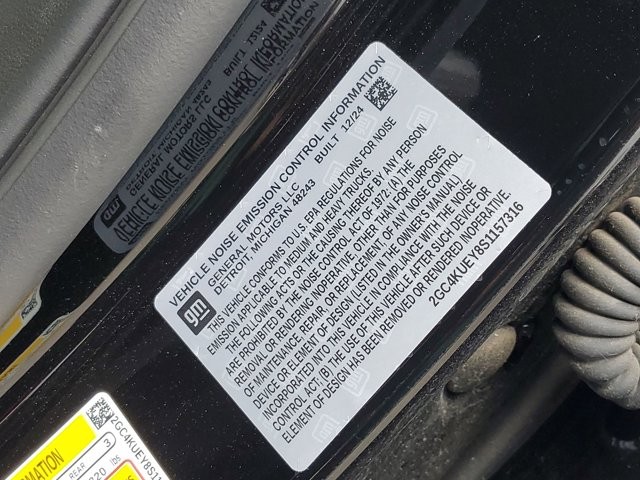 VEHICLE NOISE EMISSION CONTROL INFORMATION
gm
GENERAL MOTORS LLC
DETROIT, MICHIGAN 48243
BUILT 12/24
THIS VEHICLE CONFORMS TO U.S. EPA REGULATIONS FOR NOISE
EMISSION APPLICABLE TO MEDIUM AND HEAVY TRUCKS.
THE FOLLOWING ACTS OR THE CAUSING THEREOF BY ANY PERSON
ARE PROHIBITED BY THE NOISE CONTROL ACT OF 1972: (A) THE
REMOVAL OR RENDERING INOPERATIVE, OTHER THAN FOR PURPOSES
OF MAINTENANCE, REPAIR, OR REPLACEMENT, OF ANY NOISE CONTROL
DEVICE OR ELEMENT OF DESIGN (LISTED IN THE OWNER'S MANUAL)
INCORPORATED INTO THIS VEHICLE IN COMPLIANCE WITH THE NOISE
CONTROL ACT, (B) THE USE OF THIS VEHICLE AFTER SUCH DEVICE OR
ELEMENT OF DESIGN HAS BEEN REMOVED OR RENDERED INOPERATIVE.
2GC4KUEY8S1157316
2GC4KUEY8S11
REAR
3